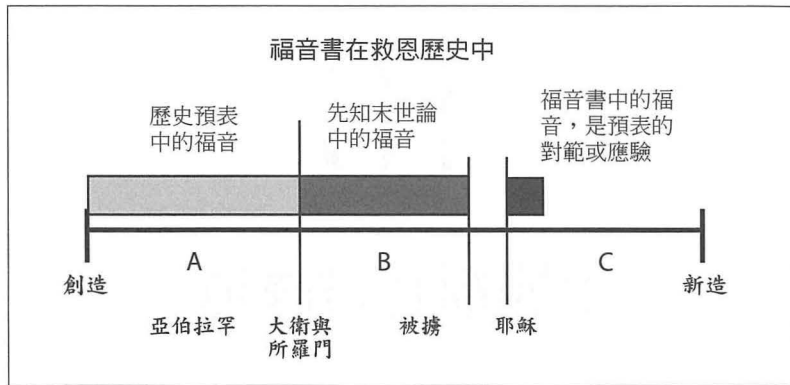 福音書在救恩歷史中
歷史預表
中的福音
先知末世論
中的福音
福音書中的福
音，是預表的
對範或應驗
A
B
C
創造
新造
亞伯拉罕
大衛與
所羅門
被擄
耶穌